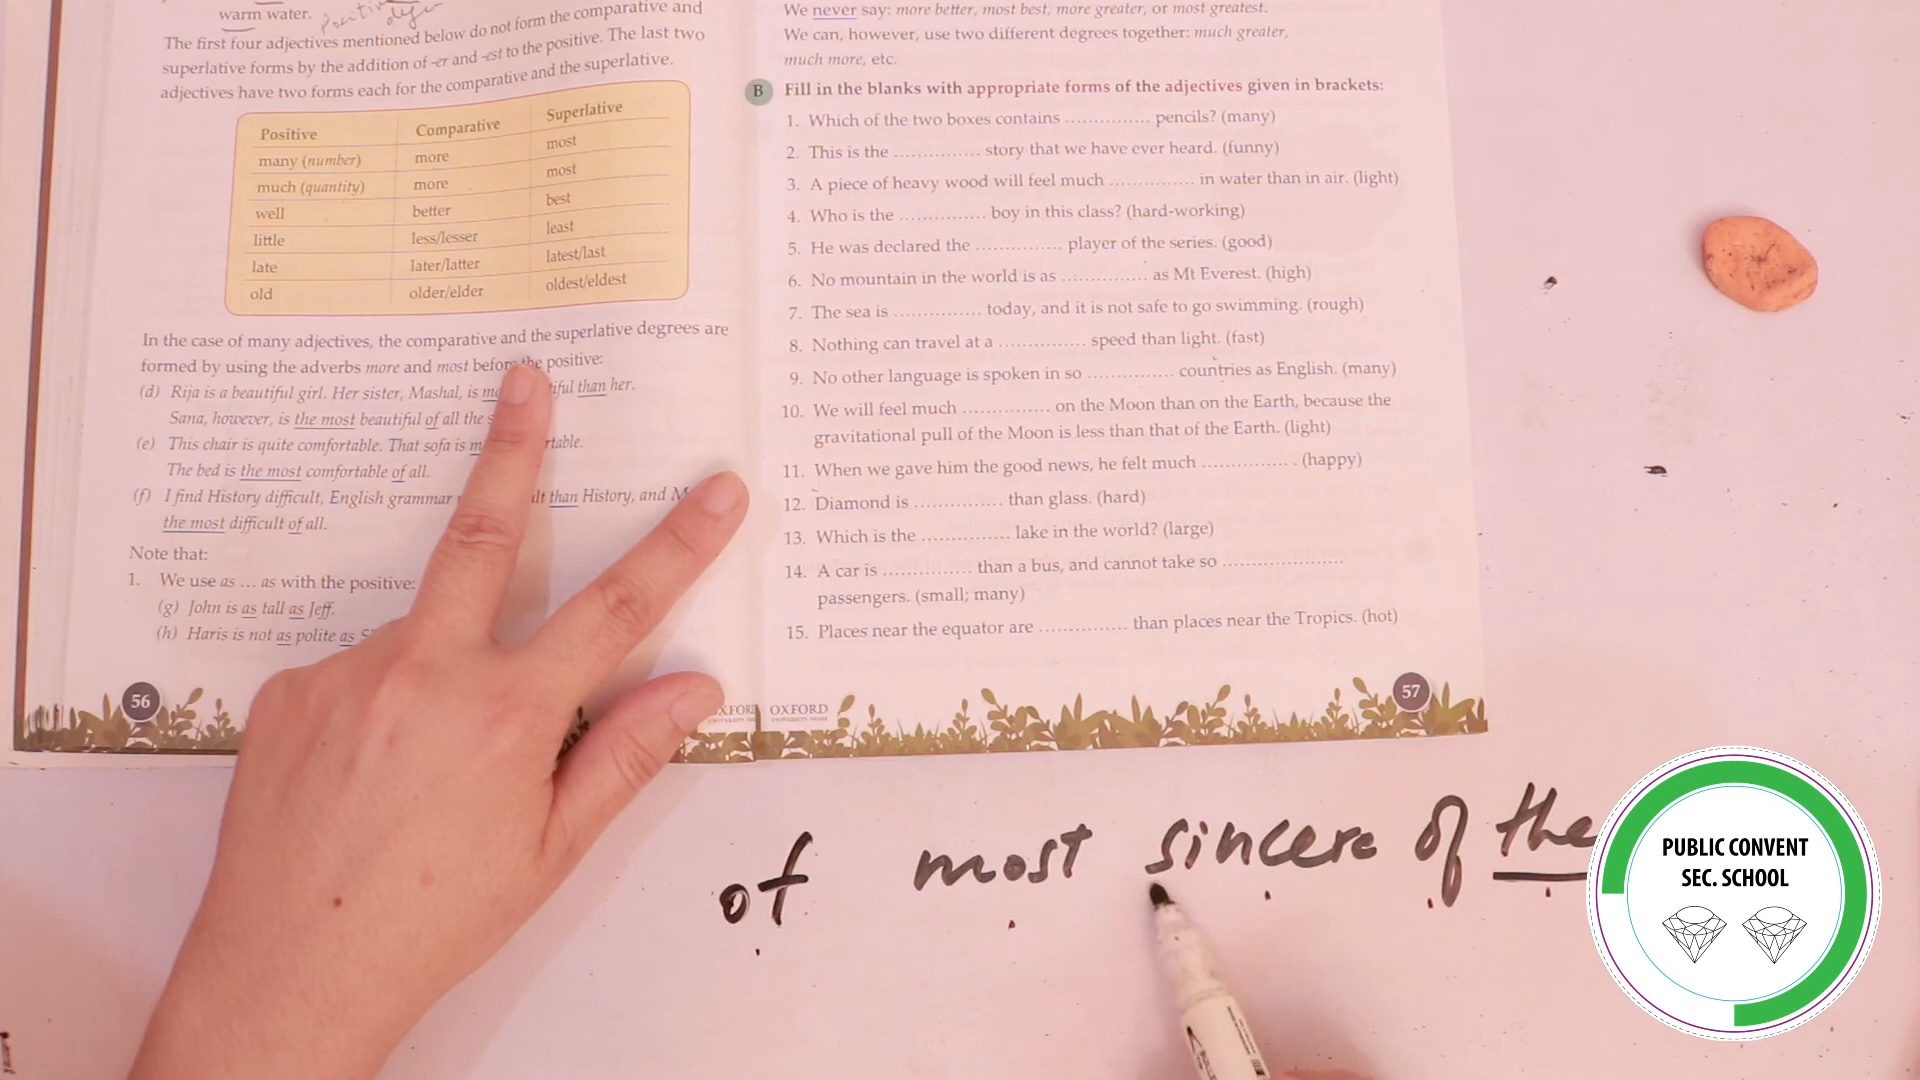 warm water. Positive
The first four adjectives mentioned below do not form the comparative and
superlative forms by the addition of -er and -est to the positive. The last two
adjectives have two forms each for the comparative and the superlative.
Positive Comparative Superlative
many (number) more most
much (quantity) more most
well better best
little less/lesser least
late later/latter latest/last
old older/elder oldest/eldest
In the case of many adjectives, the comparative and the superlative degrees are
formed by using the adverbs more and most before the positive:
(d) Rija is a beautiful girl. Her sister, Mashal, is than her.
Sana, however, is the most beautiful of all the
(e) This chair is quite comfortable. That sofa is
The bed is the most comfortable of all.
(f) I find History difficult, English grammar than History, and
the most difficult of all.
Note that:
1. We use as ... as with the positive:
(g) John is as tall as Jeff.
(h) Haris is not as polite as
56
OXFORD
We never say: more better, most best, more greater, or most greatest.
We can, however, use two different degrees together: much greater,
much more, etc.
B Fill in the blanks with appropriate forms of the adjectives given in brackets:
1. Which of the two boxes contains .............. pencils? (many)
2. This is the .............. story that we have ever heard. (funny)
3. A piece of heavy wood will feel much .............. in water than in air. (light)
4. Who is the .............. boy in this class? (hard-working)
5. He was declared the .............. player of the series. (good)
6. No mountain in the world is as .............. as Mt Everest. (high)
7. The sea is .............. today, and it is not safe to go swimming. (rough)
8. Nothing can travel at a .............. speed than light. (fast)
9. No other language is spoken in so .............. countries as English. (many)
10. We will feel much .............. on the Moon than on the Earth, because the
gravitational pull of the Moon is less than that of the Earth. (light)
11. When we gave him the good news, he felt much .............. . (happy)
12. Diamond is .............. than glass. (hard)
13. Which is the .............. lake in the world? (large)
14. A car is .............. than a bus, and cannot take so ....................
passengers. (small; many)
15. Places near the equator are .............. than places near the Tropics. (hot)
OXFORD
57
of most sincere of the
PUBLIC CONVENT
SEC. SCHOOL